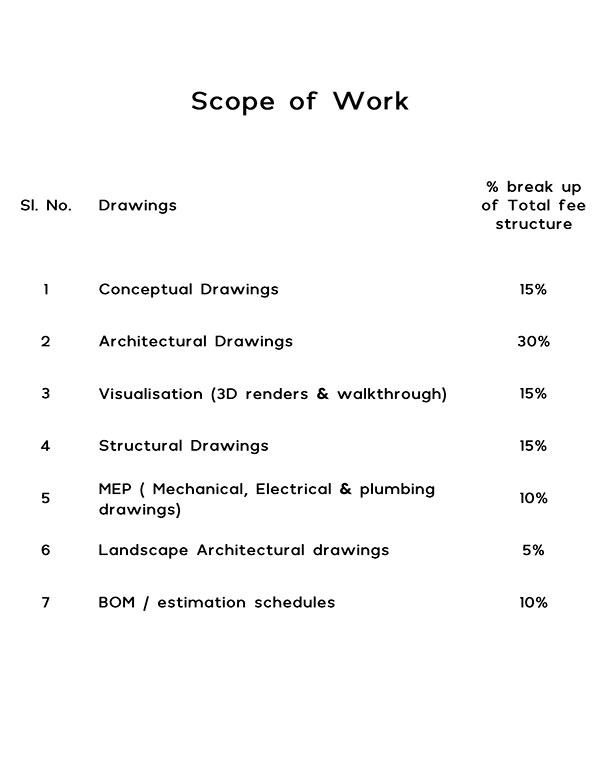 Scope of Work
% break up
Sl. No. Drawings of Total fee
structure
1 Conceptual Drawings 15%
2 Architectural Drawings 30%
3 Visualisation (3D renders & walkthrough) 15%
4 Structural Drawings 15%
5 MEP ( Mechanical, Electrical & plumbing
drawings) 10%
6 Landscape Architectural drawings 5%
7 BOM / estimation schedules 10%